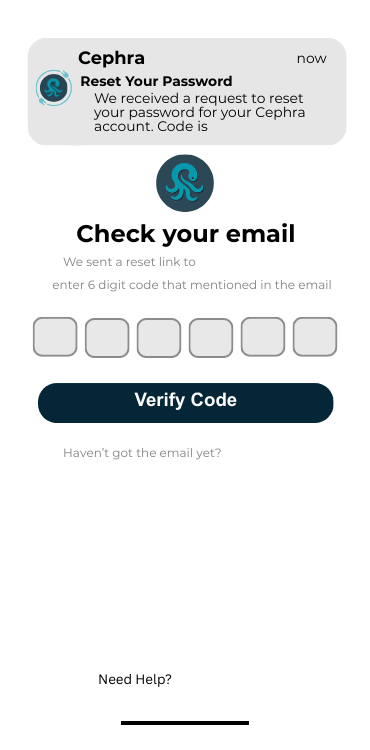 Cephra
now
Reset Your Password
We received a request to reset
your password for your Cephra
account. Code is
Check your email
We sent a reset link to
enter 6 digit code that mentioned in the email
Verify Code
Haven’t got the email yet?
Need Help?